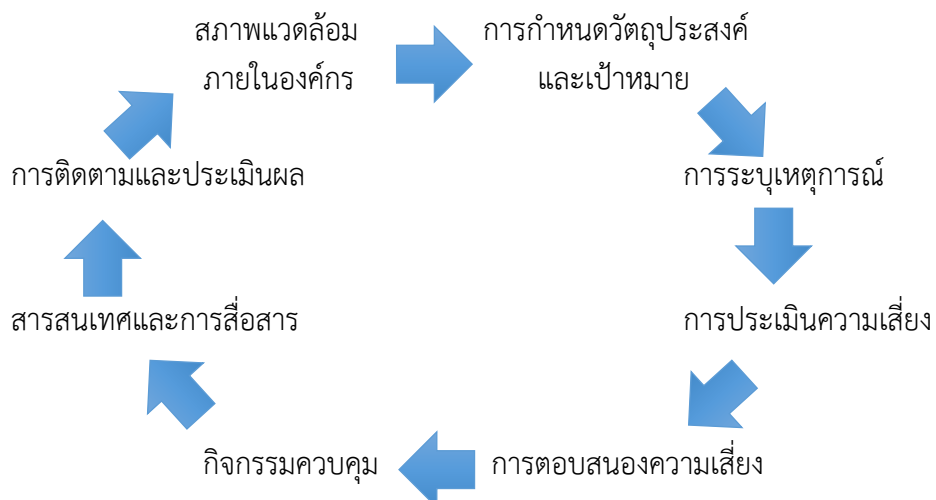 สภาพแวดล้อม
ภายในองค์กร
การกำหนดวัตถุประสงค์
และเป้าหมาย
การระบุเหตุการณ์
การประเมินความเสี่ยง
การตอบสนองความเสี่ยง
กิจกรรมควบคุม
สารสนเทศและการสื่อสาร
การติดตามและประเมินผล